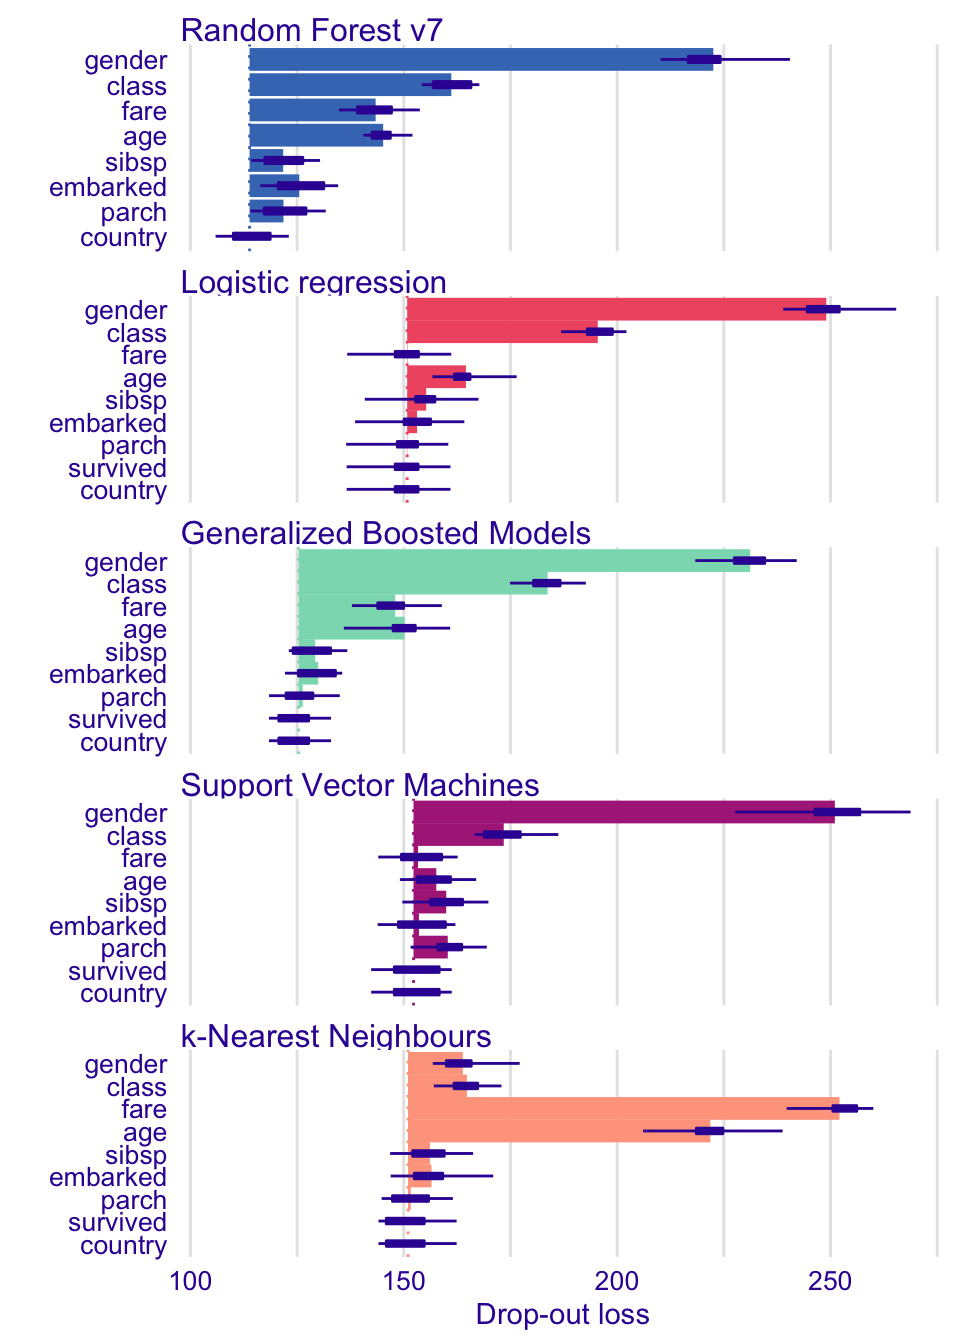 Random Forest v7
gender
class
fare
age
sibsp
embarked
parch
country
Logistic regression
gender
class
fare
age
sibsp
embarked
parch
survived
country
Generalized Boosted Models
gender
class
fare
age
sibsp
embarked
parch
survived
country
Support Vector Machines
gender
class
fare
age
sibsp
embarked
parch
survived
country
k-Nearest Neighbours
gender
class
fare
age
sibsp
embarked
parch
survived
country
100 150 200 250
Drop-out loss